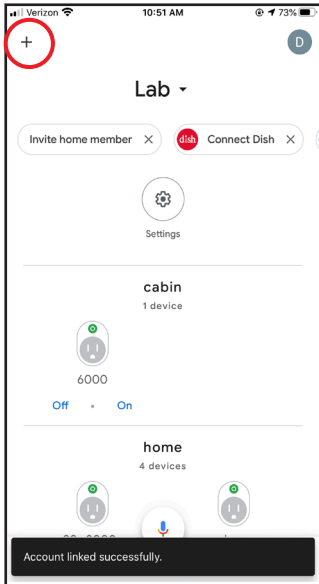 Verizon 10:51 AM 73%
+ D
Lab
Invite home member × dish Connect Dish ×
Settings
cabin
1 device
6000
Off • On
home
4 devices
Account linked successfully.